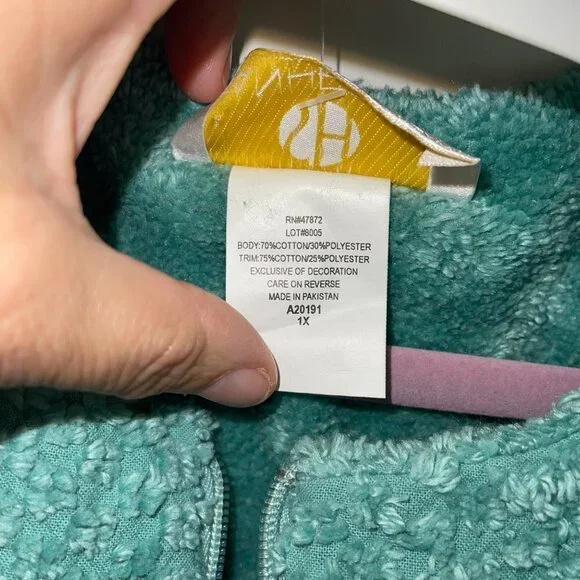 RN#47872
LOT#8005
BODY:70%COTTON/30%POLYESTER
TRIM:75%COTTON/25%POLYESTER
EXCLUSIVE OF DECORATION
CARE ON REVERSE
MADE IN PAKISTAN
A20191
1X